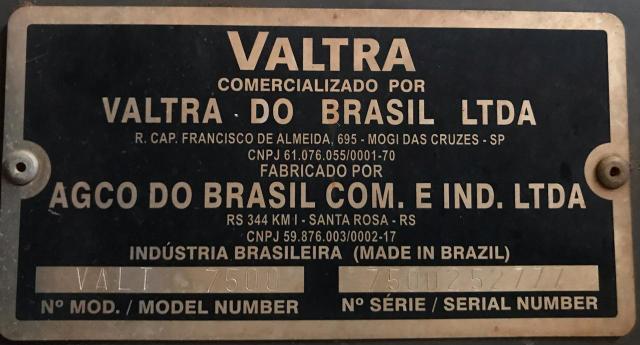 VALTRA
COMERCIALIZADO POR
VALTRA DO BRASIL LTDA
R. CAP. FRANCISCO DE ALMEIDA, 695 - MOGI DAS CRUZES - SP
CNPJ 61.076.055/0001-70
FABRICADO POR
AGCO DO BRASIL COM. E IND. LTDA
RS 344 KM I - SANTA ROSA - RS
CNPJ 59.876.003/0002-17
INDÚSTRIA BRASILEIRA (MADE IN BRAZIL)
VALT 7500 7500252777
Nº MOD. / MODEL NUMBER Nº SÉRIE / SERIAL NUMBER